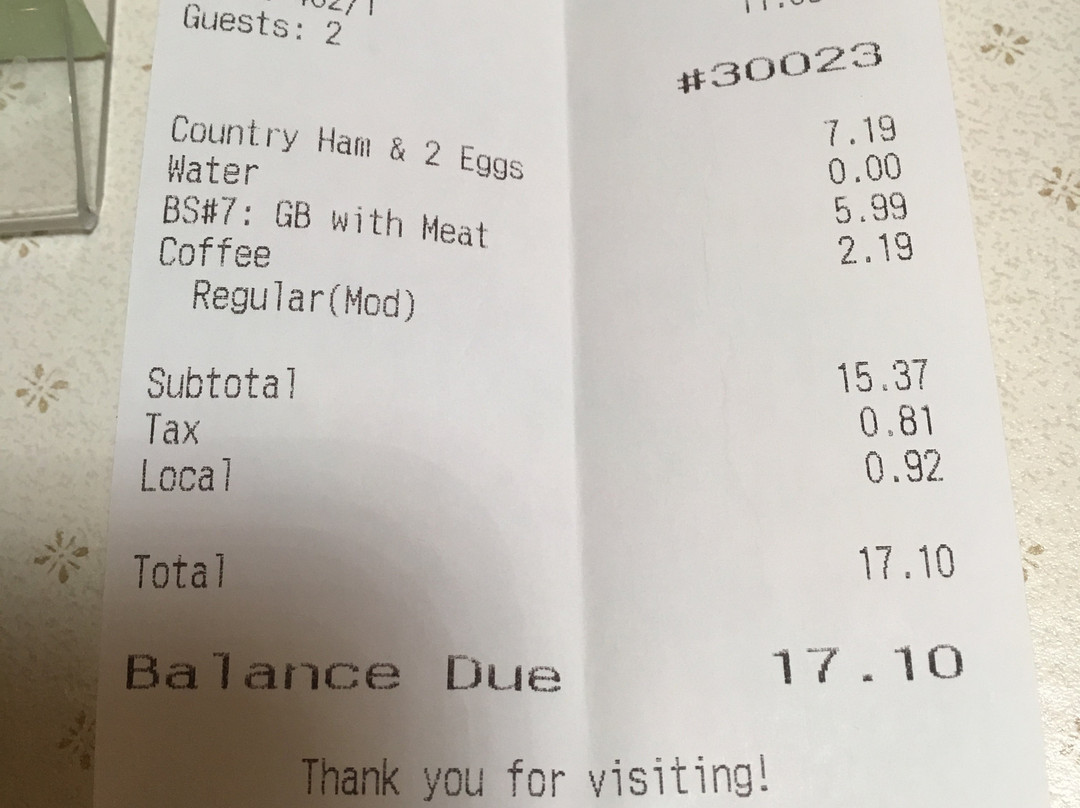 Guests: 2
#30023
Country Ham & 2 Eggs 7.19
Water 0.00
BS#7: GB with Meat 5.99
Coffee 2.19
Regular(Mod)
Subtotal 15.37
Tax 0.81
Local 0.92
Total 17.10
Balance Due 17.10
Thank you for visiting!